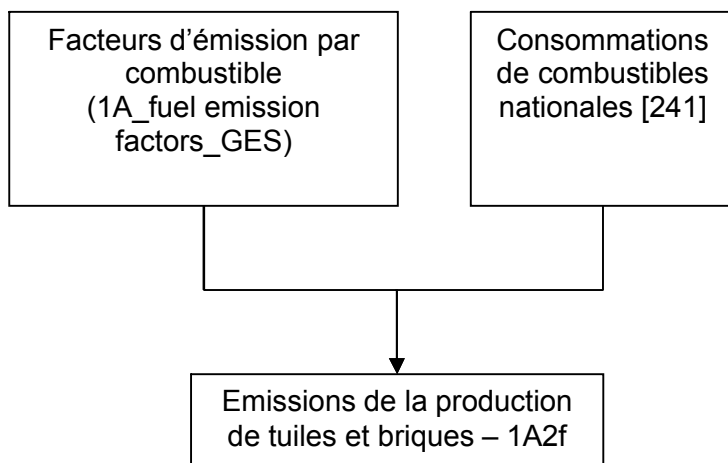 Facteurs d’émission par
combustible
(1A_fuel emission
factors_GES)
Consommations
de combustibles
nationales [241]
Emissions de la production
de tuiles et briques – 1A2f